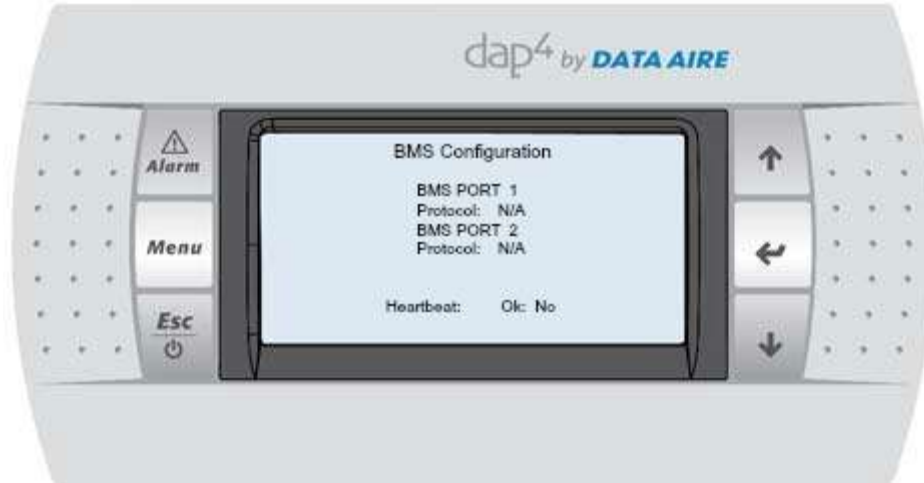 dap4 by DATA AIRE
Alarm
Menu
Esc
BMS Configuration
BMS PORT 1
Protocol: N/A
BMS PORT 2
Protocol: N/A
Heartbeat: Ok: No